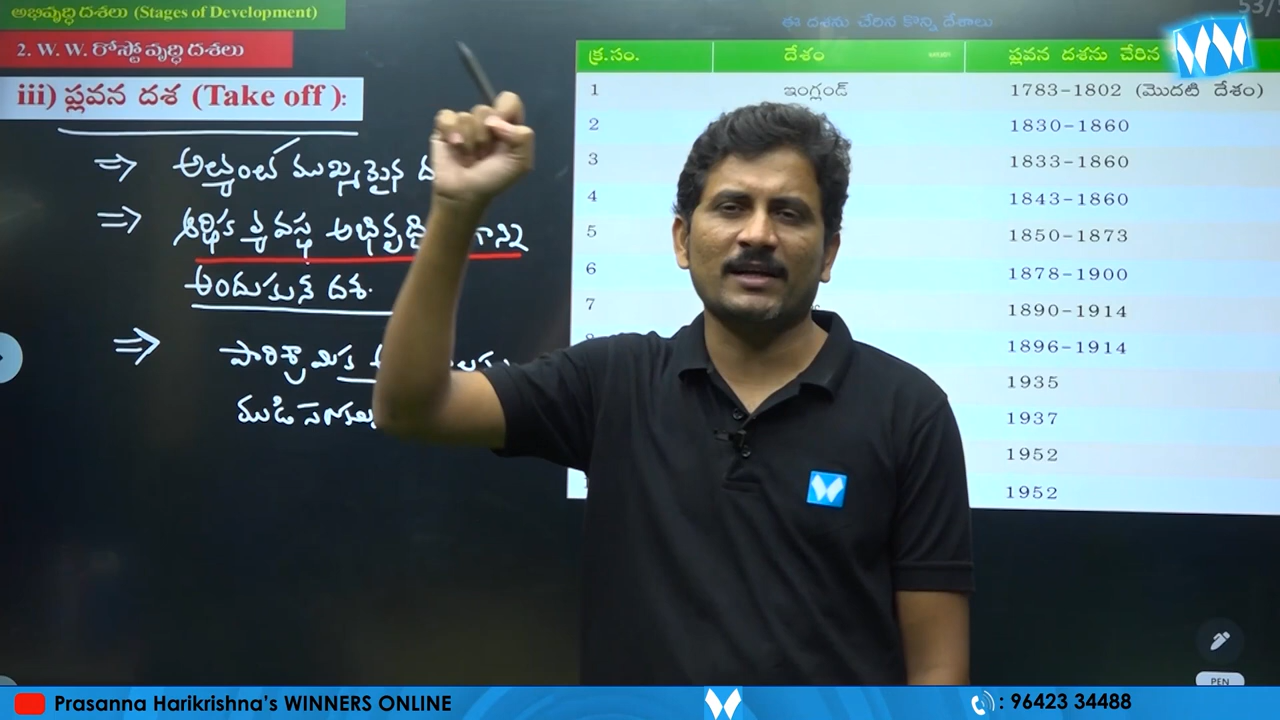 అభివృద్ధి దశలు (Stages of Development)
2. W. W. రోస్టో వృద్ధి దశలు
iii) ప్లవన దశ (Take off ):
⇒ అత్యంత ముఖ్యమైన
⇒ ఆర్థిక వ్యవస్థ
అందుకునే దశ.
⇒ పారిశ్రామిక
ముడి
ఈ దశను చేరిన కొన్ని దేశాలు
క్ర.సం. దేశం ప్లవన దశను చేరిన
1 ఇంగ్లండ్ 1783-1802 (మొదటి దేశం)
2 1830-1860
3 1833-1860
4 1843-1860
5 1850-1873
6 1878-1900
7 1890-1914
1896-1914
1935
1937
1952
1952
PEN
Prasanna Harikrishna's WINNERS ONLINE
: 96423 34488